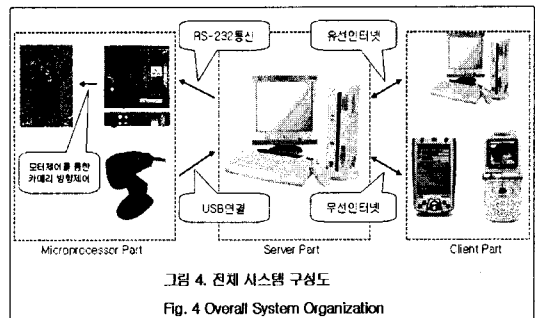 RS-232통신
유선인터넷
모터제어를 통한
카메라 방향제어
USB연결
무선인터넷
Microprocessor Part
Server Part
Client Part
그림 4. 전체 시스템 구성도
Fig. 4 Overall System Organization